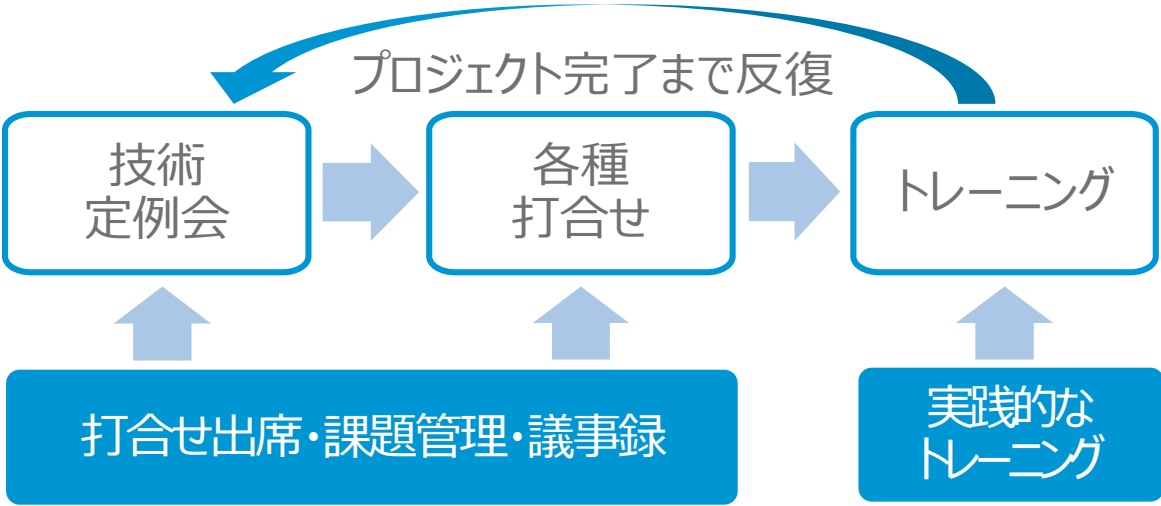 プロジェクト完了まで反復
技術
定例会
各種
打合せ
トレーニング
打合せ出席・課題管理・議事録
実践的な
トレーニング